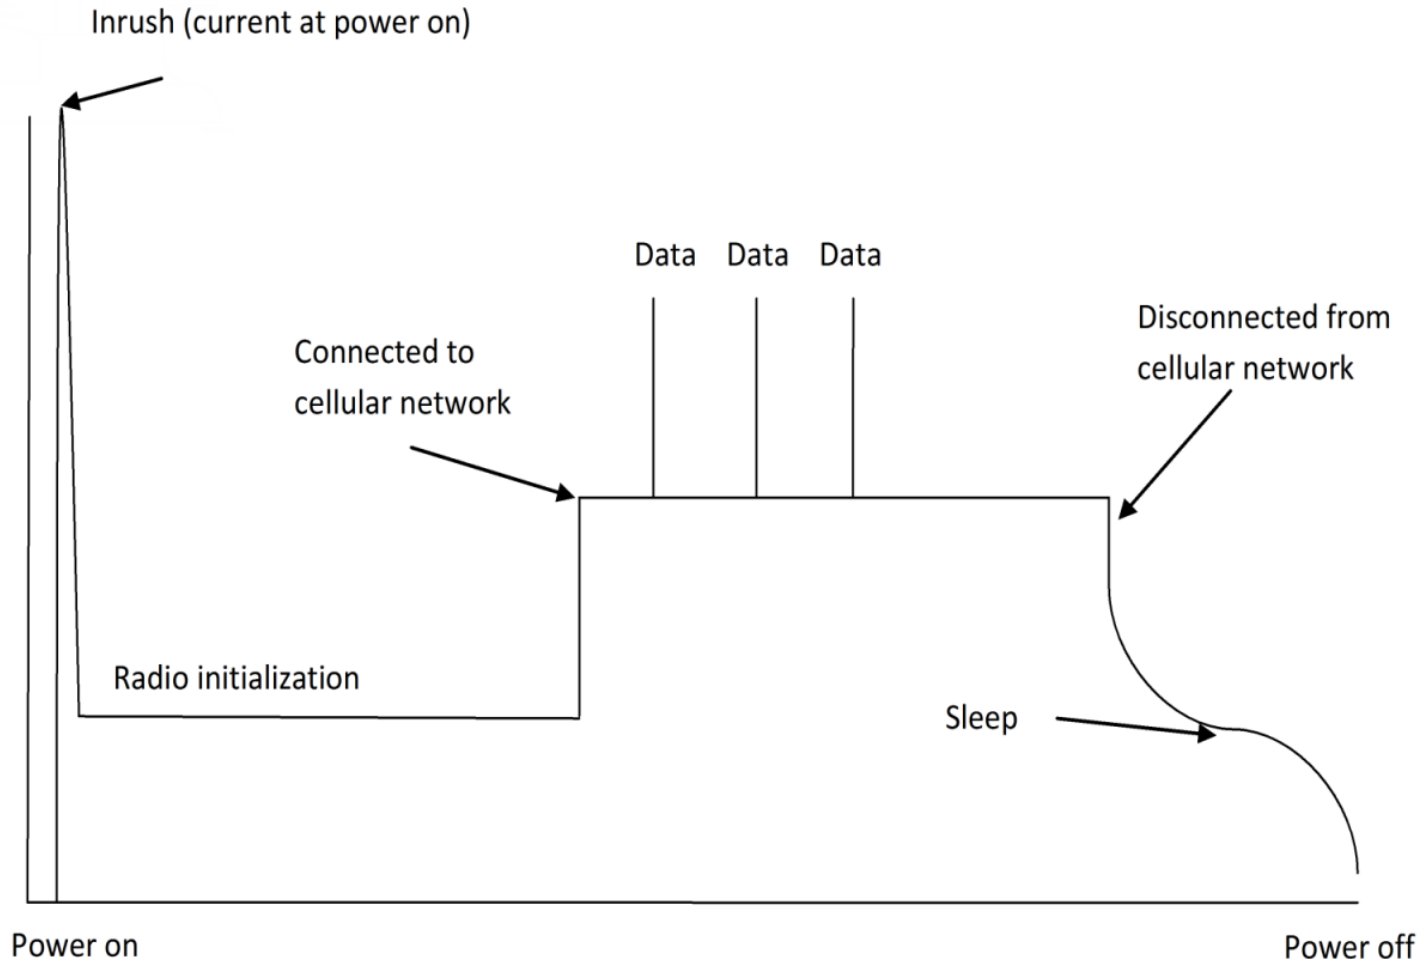 Inrush (current at power on)
Data Data Data
Connected to
cellular network
Disconnected from
cellular network
Radio initialization
Sleep
Power on
Power off